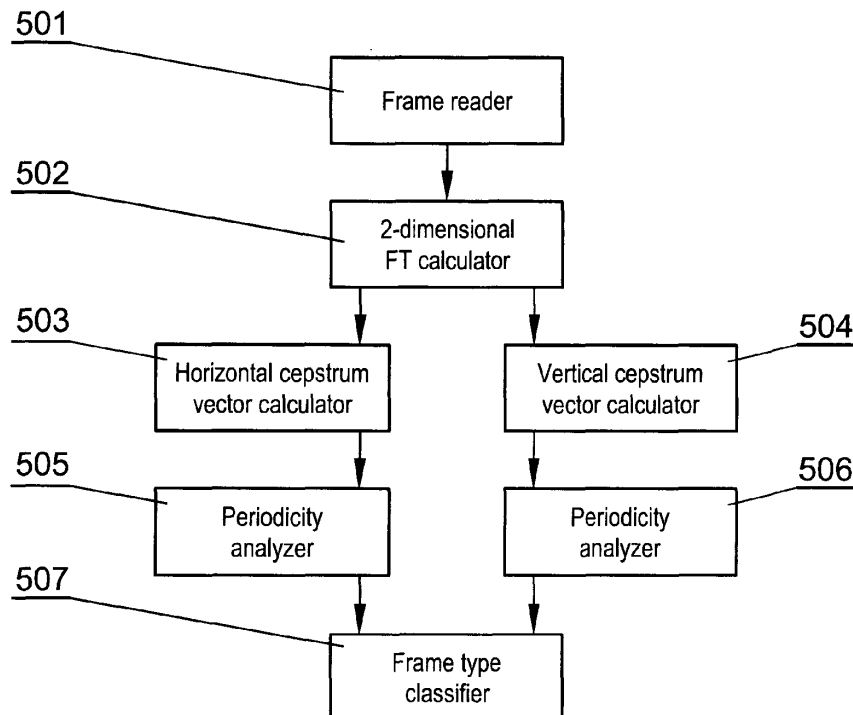 501
Frame reader
502
2-dimensional
FT calculator
503
Horizontal cepstrum
vector calculator
504
Vertical cepstrum
vector calculator
505
Periodicity
analyzer
506
Periodicity
analyzer
507
Frame type
classifier